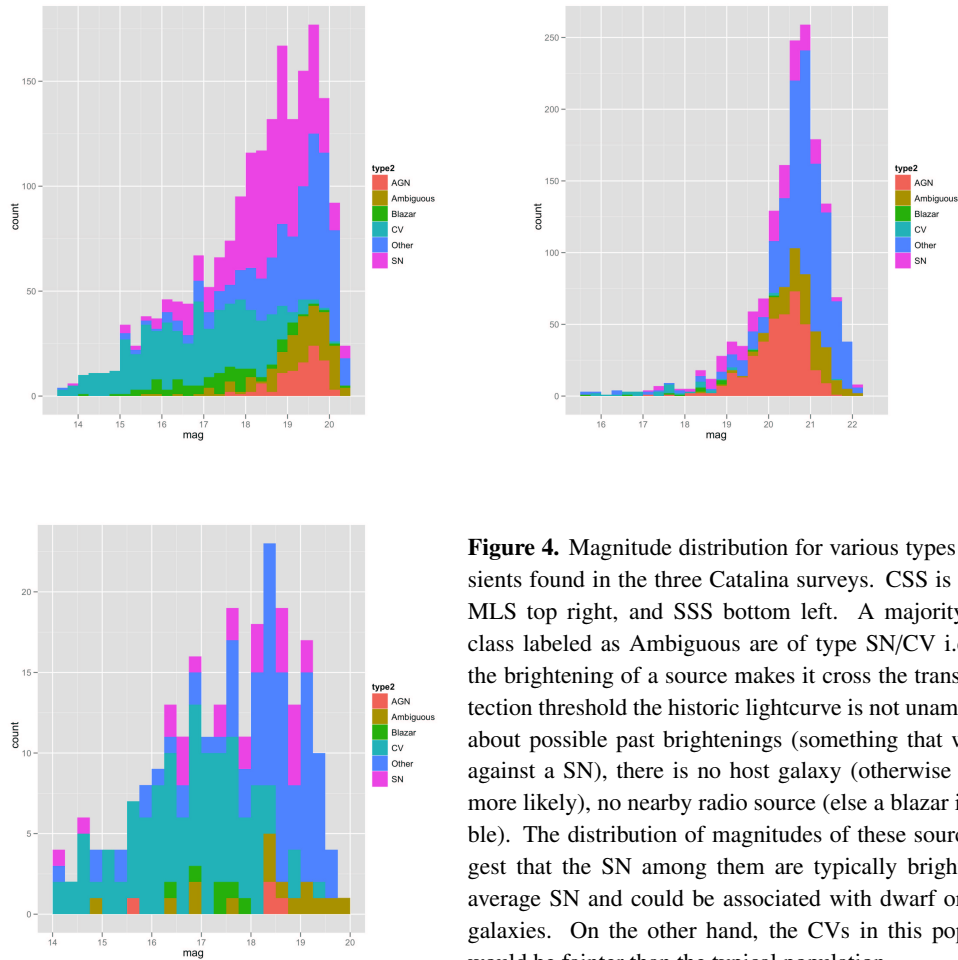 150
100
50
0
count
14 15 16 17 18 19 20
mag
type2
AGN
Ambiguous
Blazar
CV
Other
SN
250
200
150
100
50
0
count
16 17 18 19 20 21 22
mag
type2
AGN
Ambiguous
Blazar
CV
Other
SN
20
15
10
5
0
count
14 15 16 17 18 19 20
mag
type2
AGN
Ambiguous
Blazar
CV
Other
SN
Figure 4. Magnitude distribution for various types
sients found in the three Catalina surveys. CSS is
MLS top right, and SSS bottom left. A majority
class labeled as Ambiguous are of type SN/CV i.e
the brightening of a source makes it cross the trans
tection threshold the historic lightcurve is not unam
about possible past brightenings (something that
against a SN), there is no host galaxy (otherwise
more likely), no nearby radio source (else a blazar
ble). The distribution of magnitudes of these sourc
gest that the SN among them are typically brigh
average SN and could be associated with dwarf or
galaxies. On the other hand, the CVs in this pop
would be fainter than the typical population